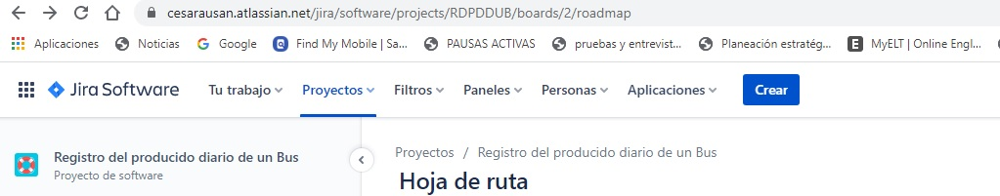 cesarausan.atlassian.net/jira/software/projects/RDPDDUB/boards/2/roadmap
Aplicaciones Noticias Google Find My Mobile | Sa... PAUSAS ACTIVAS pruebas y entrevist... Planeación estratég... MyELT | Online Engl...
Jira Software Tu trabajo Proyectos Filtros Paneles Personas Aplicaciones Crear
Registro del producido diario de un Bus
Proyecto de software
Proyectos / Registro del producido diario de un Bus
Hoja de ruta